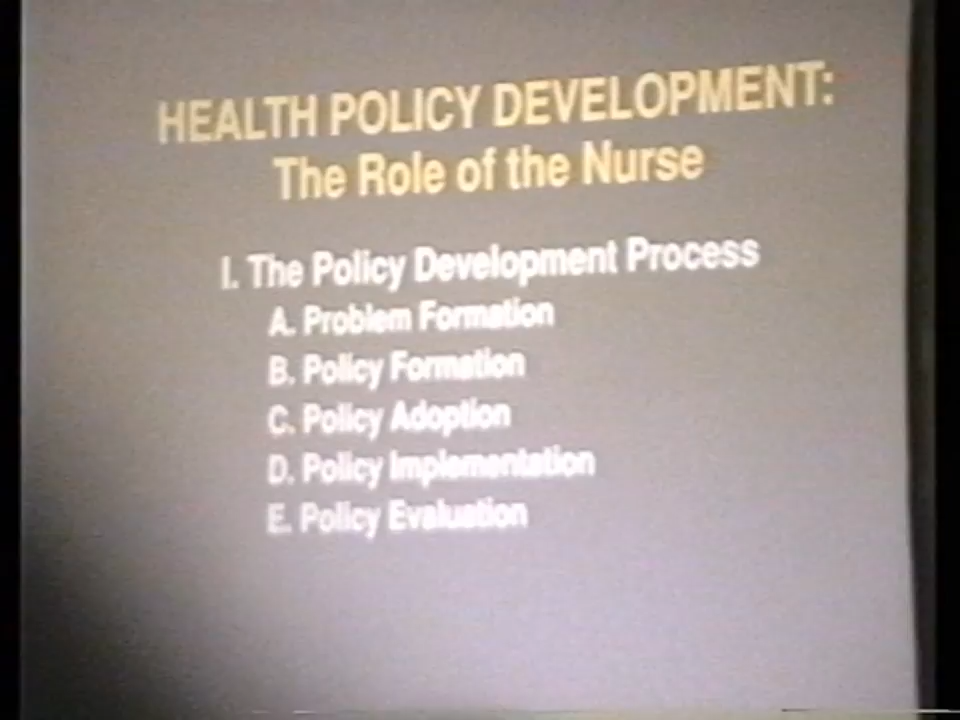 HEALTH POLICY DEVELOPMENT:
The Role of the Nurse
I. The Policy Development Process
A. Problem Formation
B. Policy Formation
C. Policy Adoption
D. Policy Implementation
E. Policy Evaluation